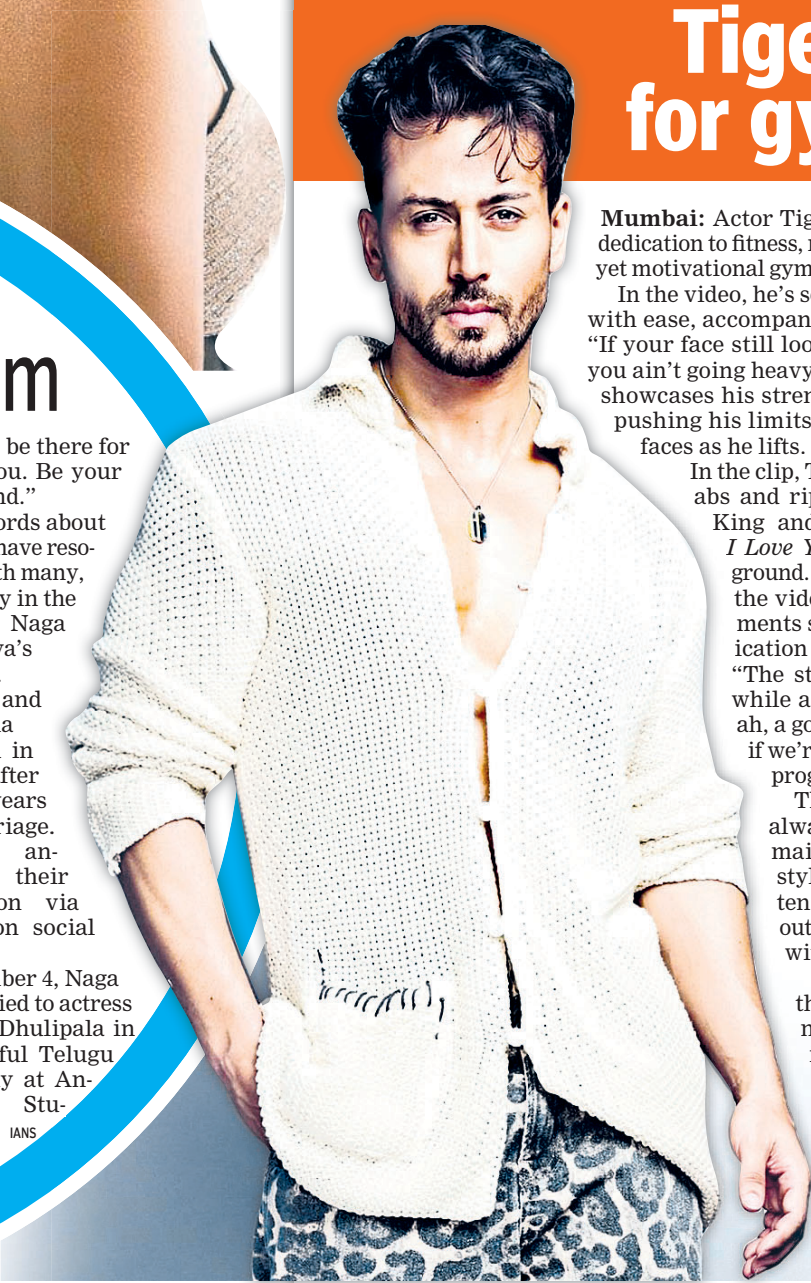 m
be there for
ou. Be your
nd.”
ords about
have reso-
th many,
y in the
Naga
a's
and
a
in
fter
ears
riage.
an-
their
on via
on social
ber 4, Naga
ied to actress
Dhulipala in
ful Telugu
y at An-
Stu-
IANS
Tige
for gy
Mumbai: Actor Tig
dedication to fitness, 
yet motivational gym
In the video, he’s s
with ease, accompan
“If your face still loo
you ain’t going heavy
showcases his stren
pushing his limits
faces as he lifts.
In the clip, T
abs and rip
King and
I Love Y
ground.
the vide
ments s
ication
“The st
while a
ah, a go
if we’r
prog
Th
alwa
mai
styl
ten
out
wi
th
n